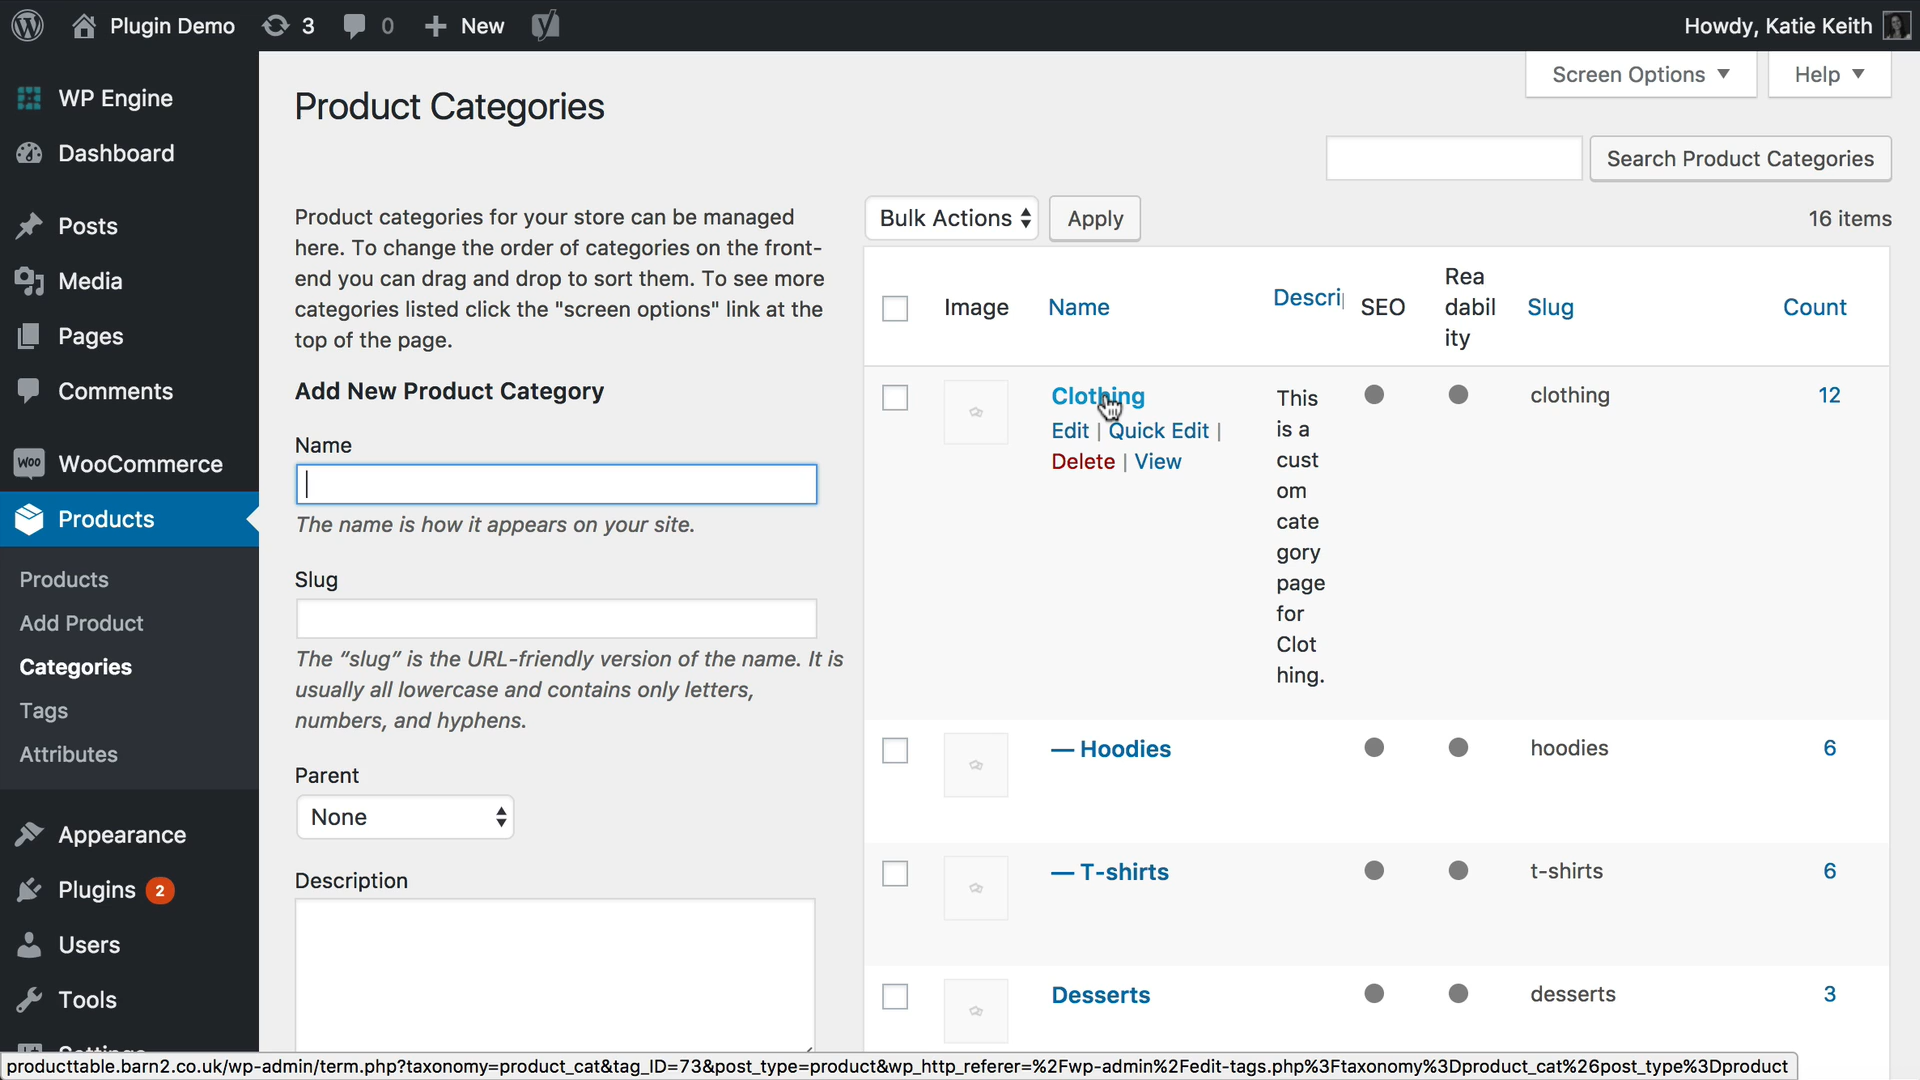 Plugin Demo 3 0 New Howdy, Katie Keith
WP Engine
Dashboard
Posts
Media
Pages
Comments
Woo WooCommerce
Products
Products
Add Product
Categories
Tags
Attributes
Appearance
Plugins 2
Users
Tools
Settings
Screen Options Help
Product Categories
Search Product Categories
Product categories for your store can be managed
here. To change the order of categories on the front-
end you can drag and drop to sort them. To see more
categories listed click the "screen options" link at the
top of the page.
Add New Product Category
Name
The name is how it appears on your site.
Slug
The “slug” is the URL-friendly version of the name. It is
usually all lowercase and contains only letters,
numbers, and hyphens.
Parent
None
Description
Bulk Actions Apply 16 items
Image Name Descri SEO Rea
dabil
ity Slug Count
Clothing
Edit | Quick Edit |
Delete | View
This
is a
cust
om
cate
gory
page
for
Clot
hing.
clothing 12
— Hoodies hoodies 6
— T-shirts t-shirts 6
Desserts desserts 3
producttable.barn2.co.uk/wp-admin/term.php?taxonomy=product_cat&tag_ID=73&post_type=product&wp_http_referer=%2Fwp-admin%2Fedit-tags.php%3Ftaxonomy%3Dproduct_cat%26post_type%3Dproduct